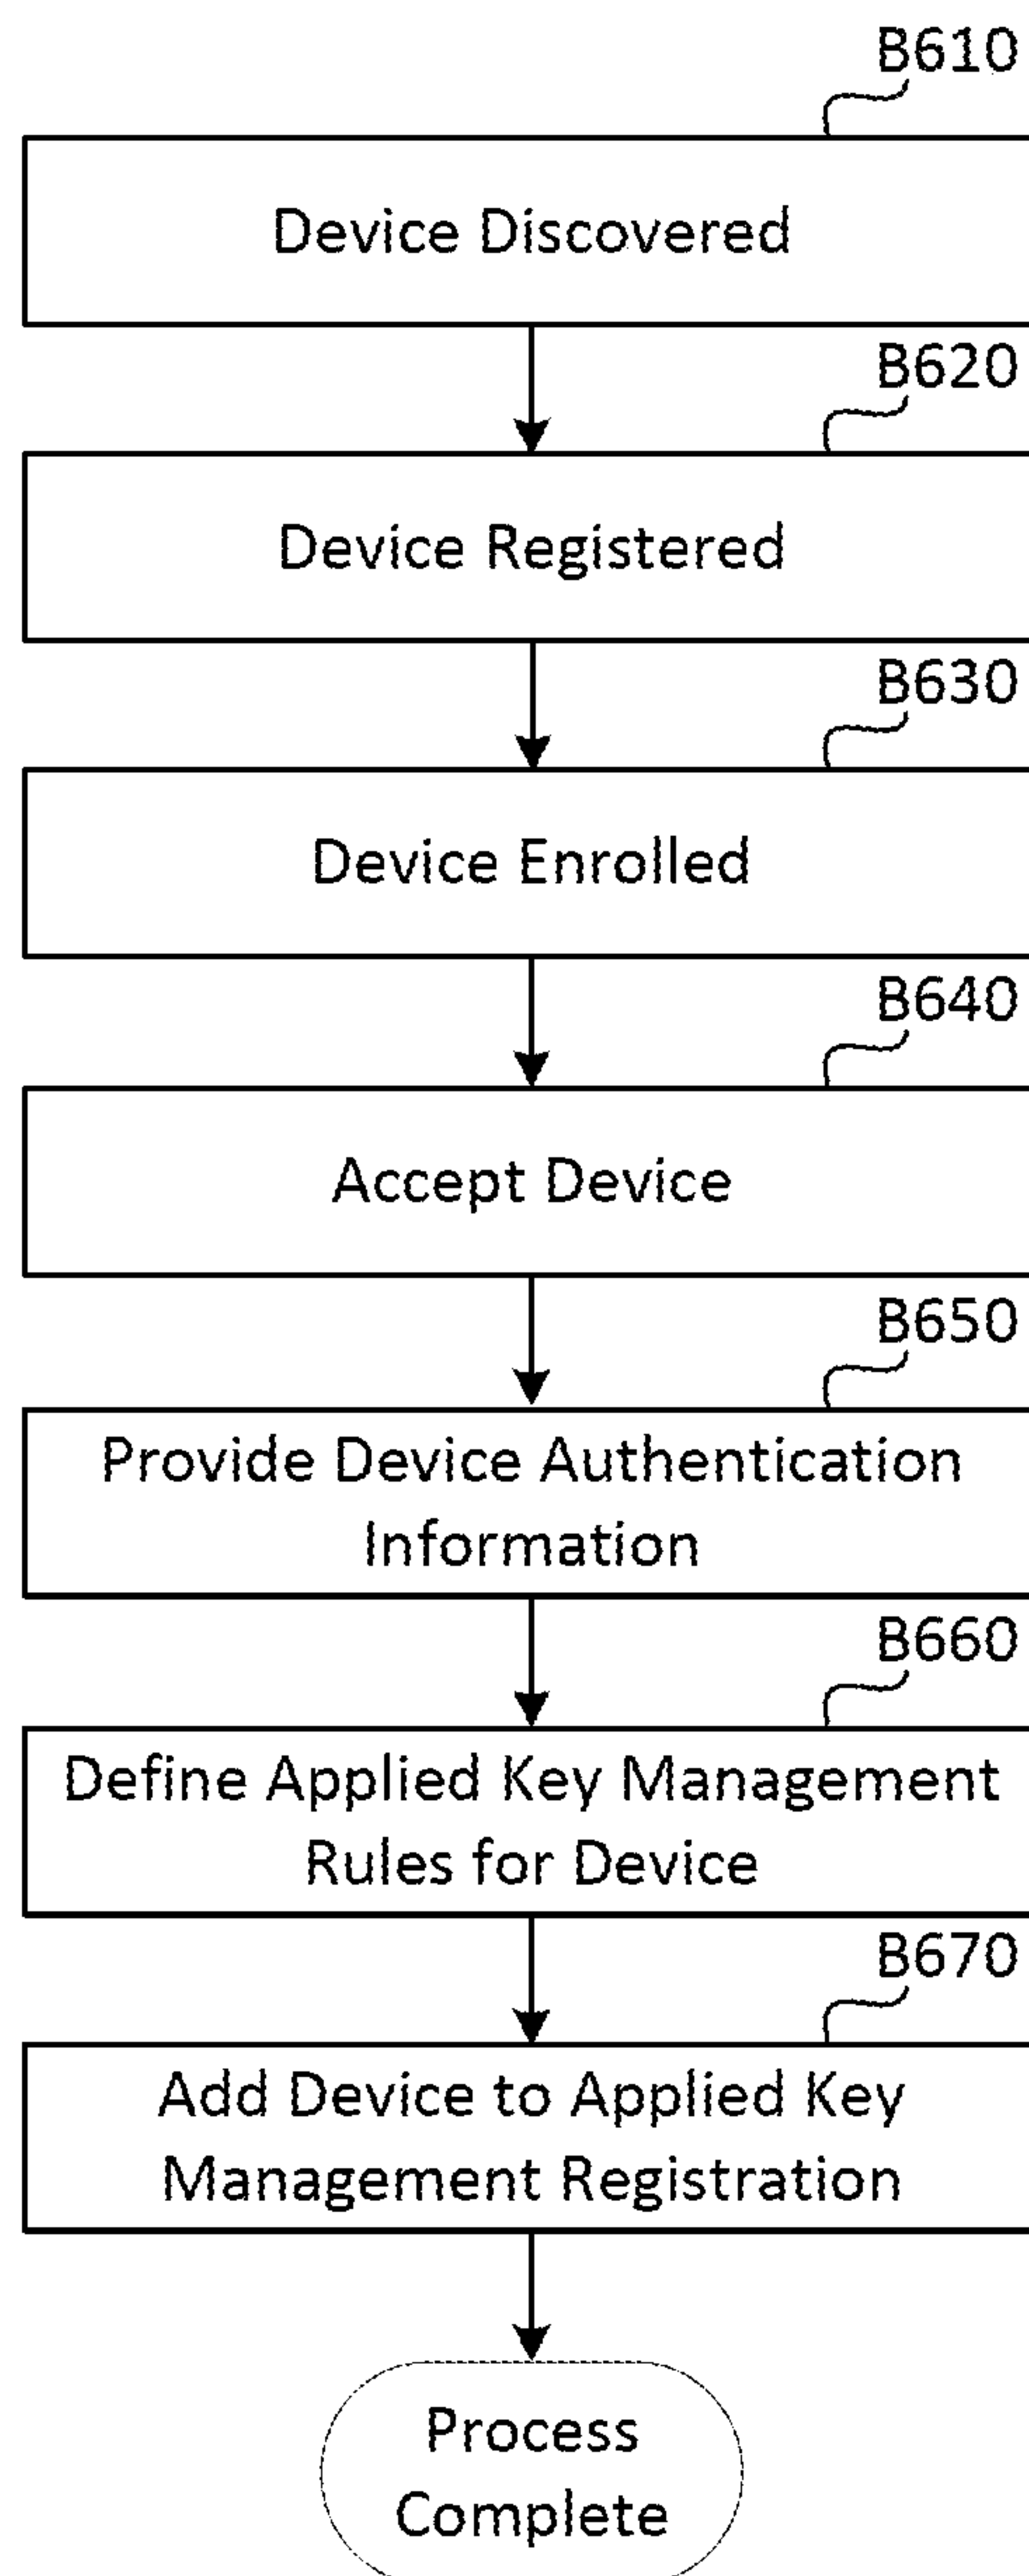 B610
Device Discovered
B620
Device Registered
B630
Device Enrolled
B640
Accept Device
B650
Provide Device Authentication
Information
B660
Define Applied Key Management
Rules for Device
B670
Add Device to Applied Key
Management Registration
Process
Complete